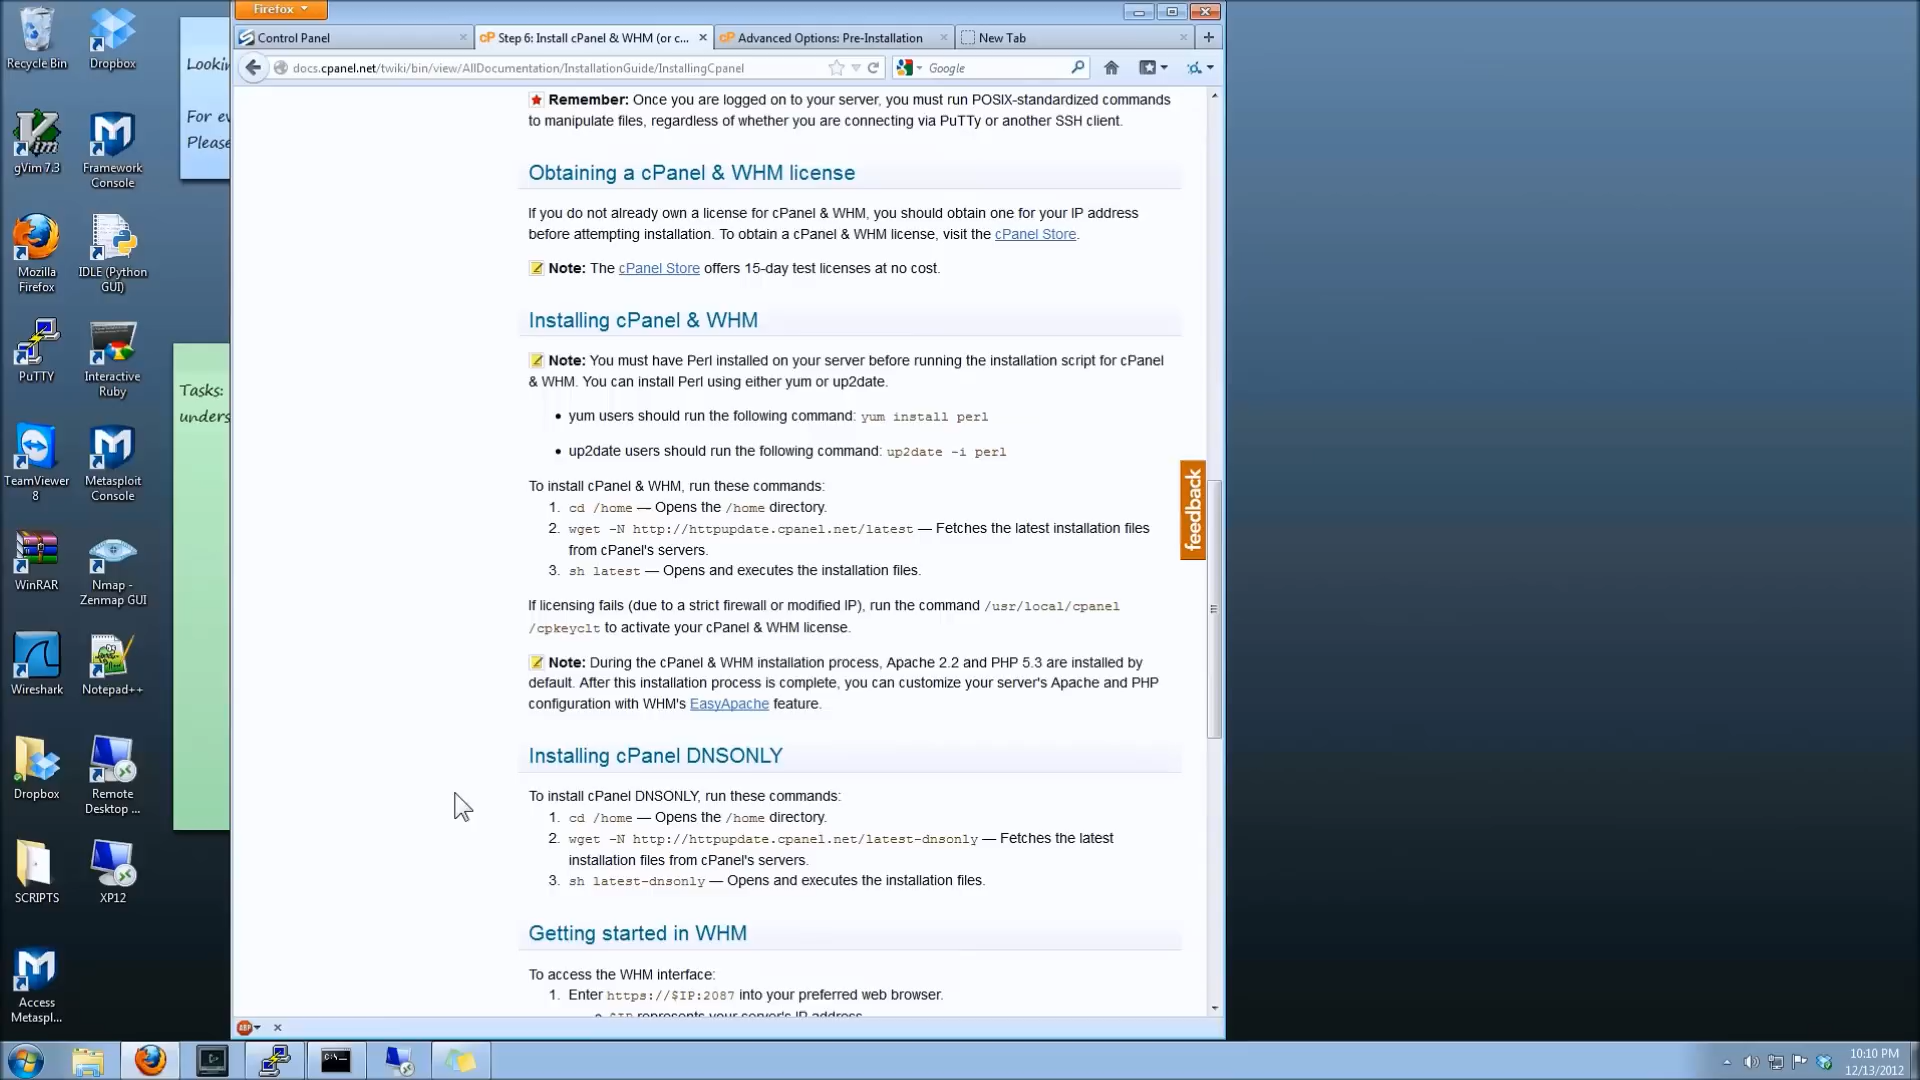 Firefox
Control Panel
Step 6: Install cPanel & WHM (or c...
Advanced Options: Pre-Installation
New Tab
docs.cpanel.net/twiki/bin/view/AllDocumentation/InstallationGuide/InstallingCpanel
Google
Recycle Bin
Dropbox
gVim 7.3
Framework
Console
Mozilla
Firefox
IDLE (Python
GUI)
PuTTY
Interactive
Ruby
TeamViewer
8
Metasploit
Console
WinRAR
Nmap -
Zenmap GUI
Wireshark
Notepad++
Dropbox
Remote
Desktop ...
SCRIPTS
XP12
Access
Metaspl...
Lookin
For ev
Please
Tasks:
unders
Remember: Once you are logged on to your server, you must run POSIX-standardized commands
to manipulate files, regardless of whether you are connecting via PuTTy or another SSH client.
Obtaining a cPanel & WHM license
If you do not already own a license for cPanel & WHM, you should obtain one for your IP address
before attempting installation. To obtain a cPanel & WHM license, visit the cPanel Store.
Note: The cPanel Store offers 15-day test licenses at no cost.
Installing cPanel & WHM
Note: You must have Perl installed on your server before running the installation script for cPanel
& WHM. You can install Perl using either yum or up2date.
• yum users should run the following command: yum install perl
• up2date users should run the following command: up2date -i perl
To install cPanel & WHM, run these commands:
1. cd /home — Opens the /home directory.
2. wget -N http://httpupdate.cpanel.net/latest — Fetches the latest installation files
from cPanel's servers.
3. sh latest — Opens and executes the installation files.
If licensing fails (due to a strict firewall or modified IP), run the command /usr/local/cpanel
/cpkeyclt to activate your cPanel & WHM license.
Note: During the cPanel & WHM installation process, Apache 2.2 and PHP 5.3 are installed by
default. After this installation process is complete, you can customize your server's Apache and PHP
configuration with WHM's EasyApache feature.
Installing cPanel DNSONLY
To install cPanel DNSONLY, run these commands:
1. cd /home — Opens the /home directory.
2. wget -N http://httpupdate.cpanel.net/latest-dnsonly — Fetches the latest
installation files from cPanel's servers.
3. sh latest-dnsonly — Opens and executes the installation files.
Getting started in WHM
To access the WHM interface:
1. Enter https://$IP:2087 into your preferred web browser.
$IP represents your server's IP address
feedback
ABP
C:\.
10:10 PM
12/13/2012